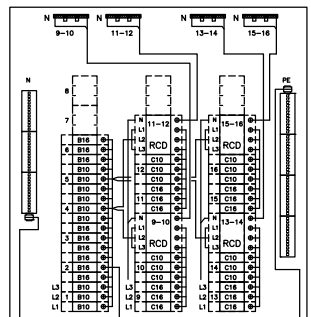 N N N N
9-10 11-12 13-14 15-16
N PE
8
7
N 11-12 N 15-16
L1 L1
L2 RCD L2 RCD
L3 L3
B16
6 B16 C10 C10
B16 C10 C10
B10 12 C10 16 C10
5 B10 C10 C10
B10 C16 C16
B10 11 C16 15 C16
4 B10 C16 C16
B16 N 9-10 N 13-14
B16 L1 L1
3 B16 L2 RCD L2 RCD
B16 L3 L3
B16 C10 C10
2 B16 10 C10 14 C10
B16 C10 C10
L3 B10 L3 C16 L3 C16
L2 1 B10 L2 9 C16 L2 13 C16
L1 B10 L1 C16 L1 C16